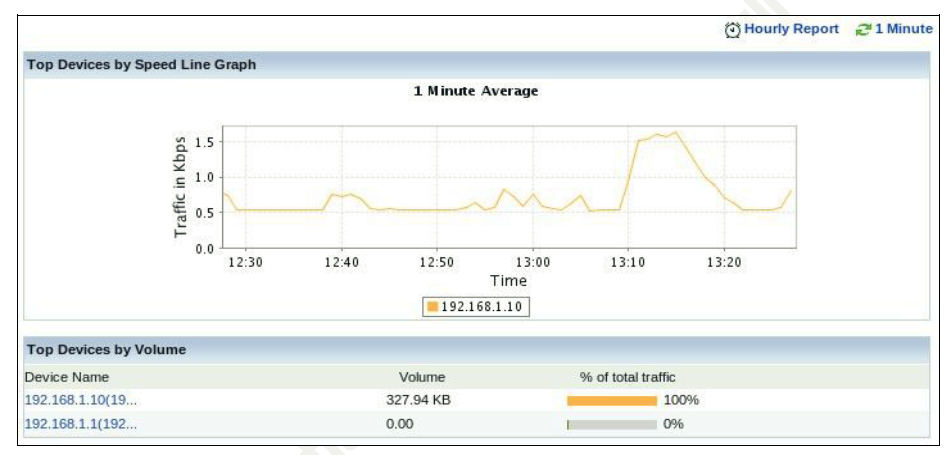 Hourly Report 1 Minute
Top Devices by Speed Line Graph
1 Minute Average
Traffic in Kbps
1.5
1.0
0.5
0.0
12:30 12:40 12:50 13:00 13:10 13:20
Time
192.168.1.10
Top Devices by Volume
Device Name Volume % of total traffic
192.168.1.10(19... 327.94 KB 100%
192.168.1.1(192... 0.00 0%